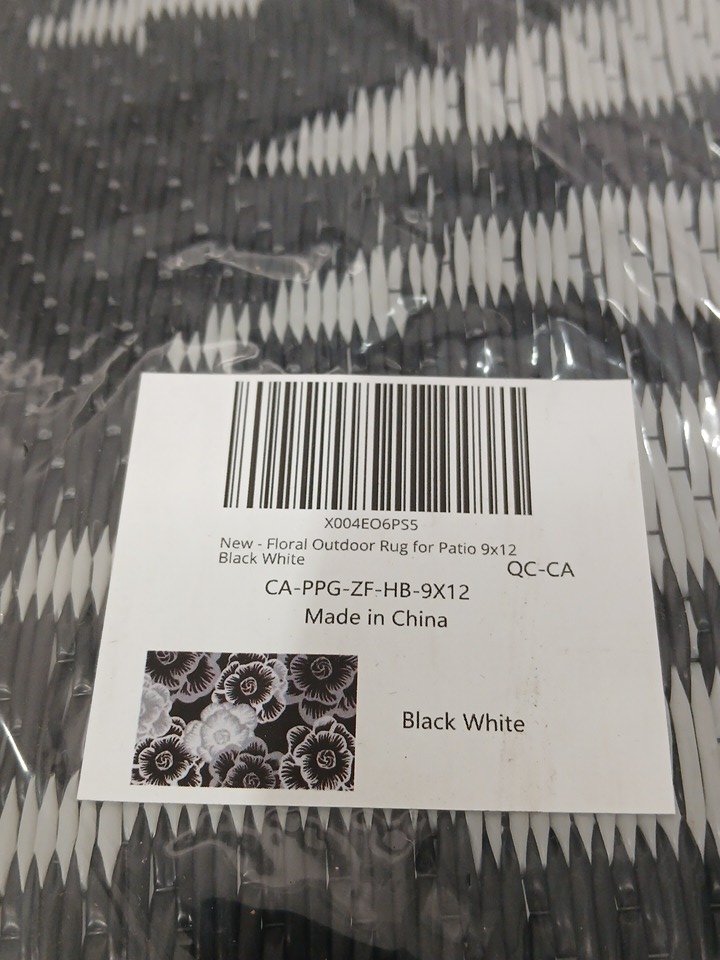 X004EO6PS5
New - Floral Outdoor Rug for Patio 9x12
Black White
QC-CA
CA-PPG-ZF-HB-9X12
Made in China
Black White